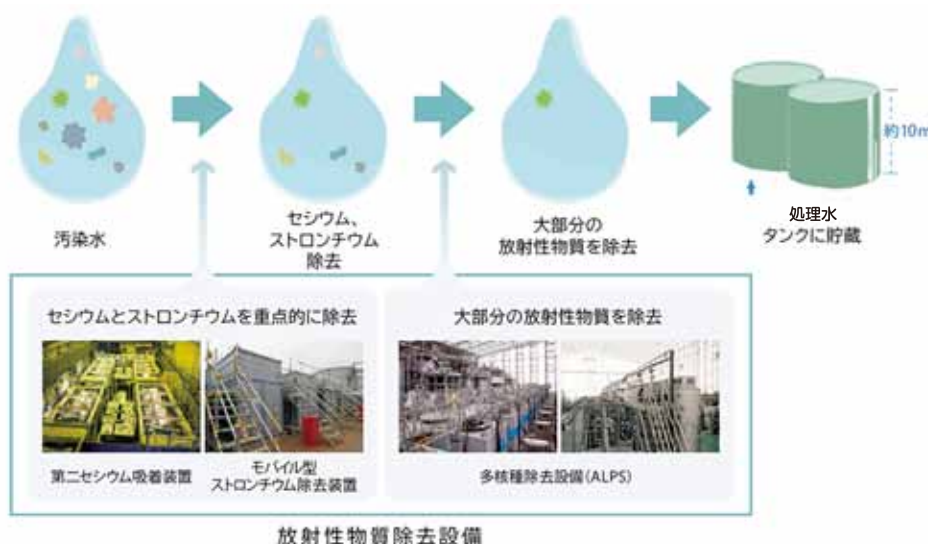 約10m
汚染水
セシウム、
ストロンチウム
除去
大部分の
放射性物質を除去
処理水
タンクに貯蔵
セシウムとストロンチウムを重点的に除去
大部分の放射性物質を除去
第二セシウム吸着装置
モバイル型
ストロンチウム除去装置
多核種除去設備(ALPS)
放射性物質除去設備